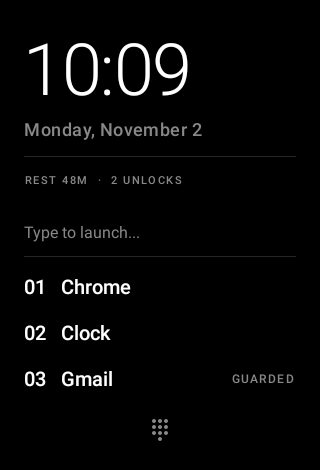 10:09
Monday, November 2
REST 48M · 2 UNLOCKS
Type to launch...
01 Chrome
02 Clock
03 Gmail GUARDED